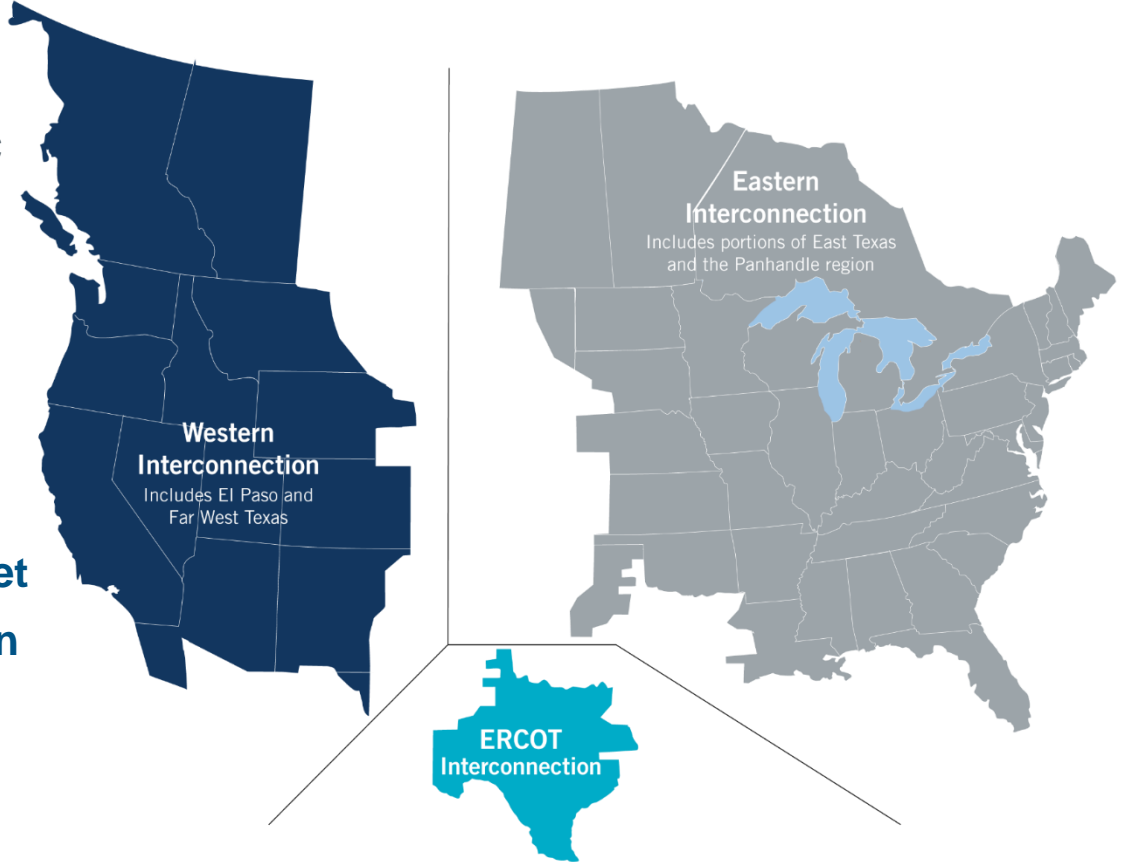 Eastern
Interconnection
Includes portions of East Texas
and the Panhandle region
Western
Interconnection
Includes El Paso and
Far West Texas
et
n
ERCOT
Interconnection